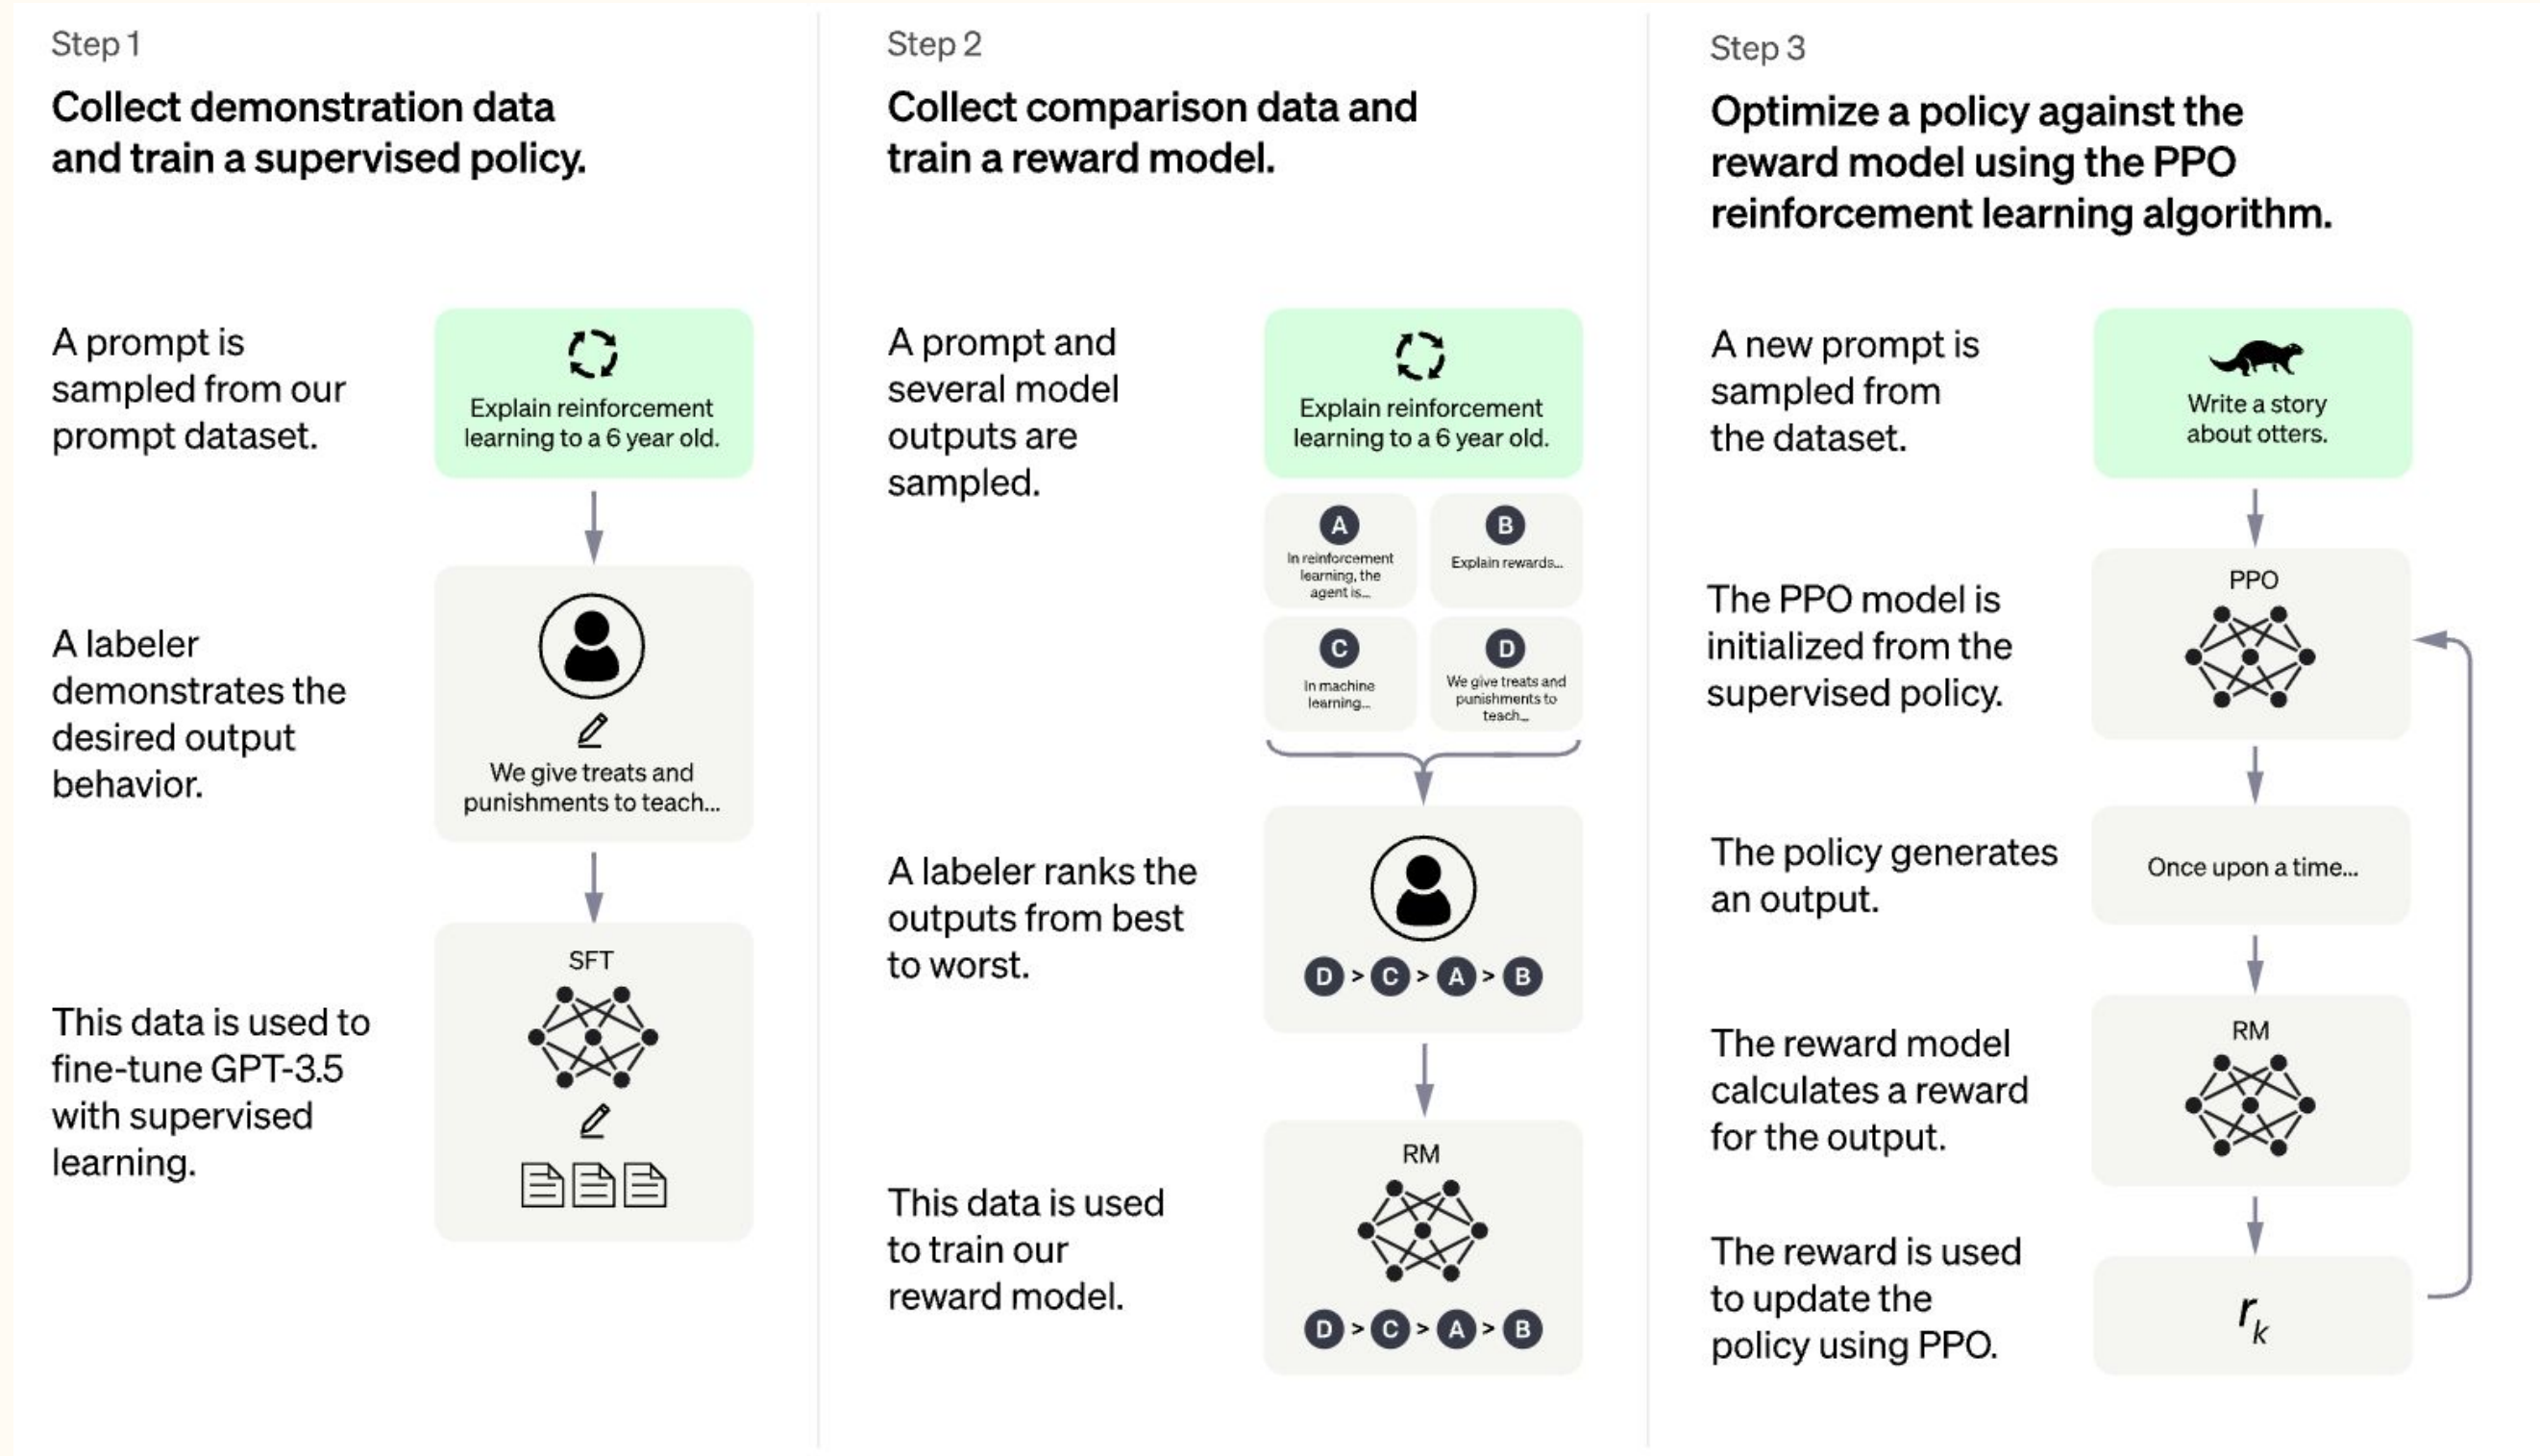 Step 1
Collect demonstration data
and train a supervised policy.
A prompt is
sampled from our
prompt dataset.
Explain reinforcement
learning to a 6 year old.
A labeler
demonstrates the
desired output
behavior.
We give treats and
punishments to teach...
This data is used to
fine-tune GPT-3.5
with supervised
learning.
SFT
Step 2
Collect comparison data and
train a reward model.
A prompt and
several model
outputs are
sampled.
Explain reinforcement
learning to a 6 year old.
A
In reinforcement
learning, the
agent is...
B
Explain rewards...
C
In machine
learning...
D
We give treats and
punishments to
teach...
A labeler ranks the
outputs from best
to worst.
D > C > A > B
This data is used
to train our
reward model.
RM
D > C > A > B
Step 3
Optimize a policy against the
reward model using the PPO
reinforcement learning algorithm.
A new prompt is
sampled from
the dataset.
Write a story
about otters.
The PPO model is
initialized from the
supervised policy.
PPO
The policy generates
an output.
Once upon a time...
The reward model
calculates a reward
for the output.
RM
The reward is used
to update the
policy using PPO.
rk